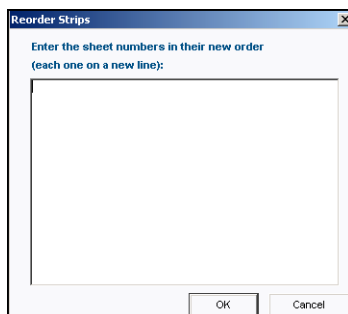 Reorder Strips
Enter the sheet numbers in their new order
(each one on a new line):
OK
Cancel